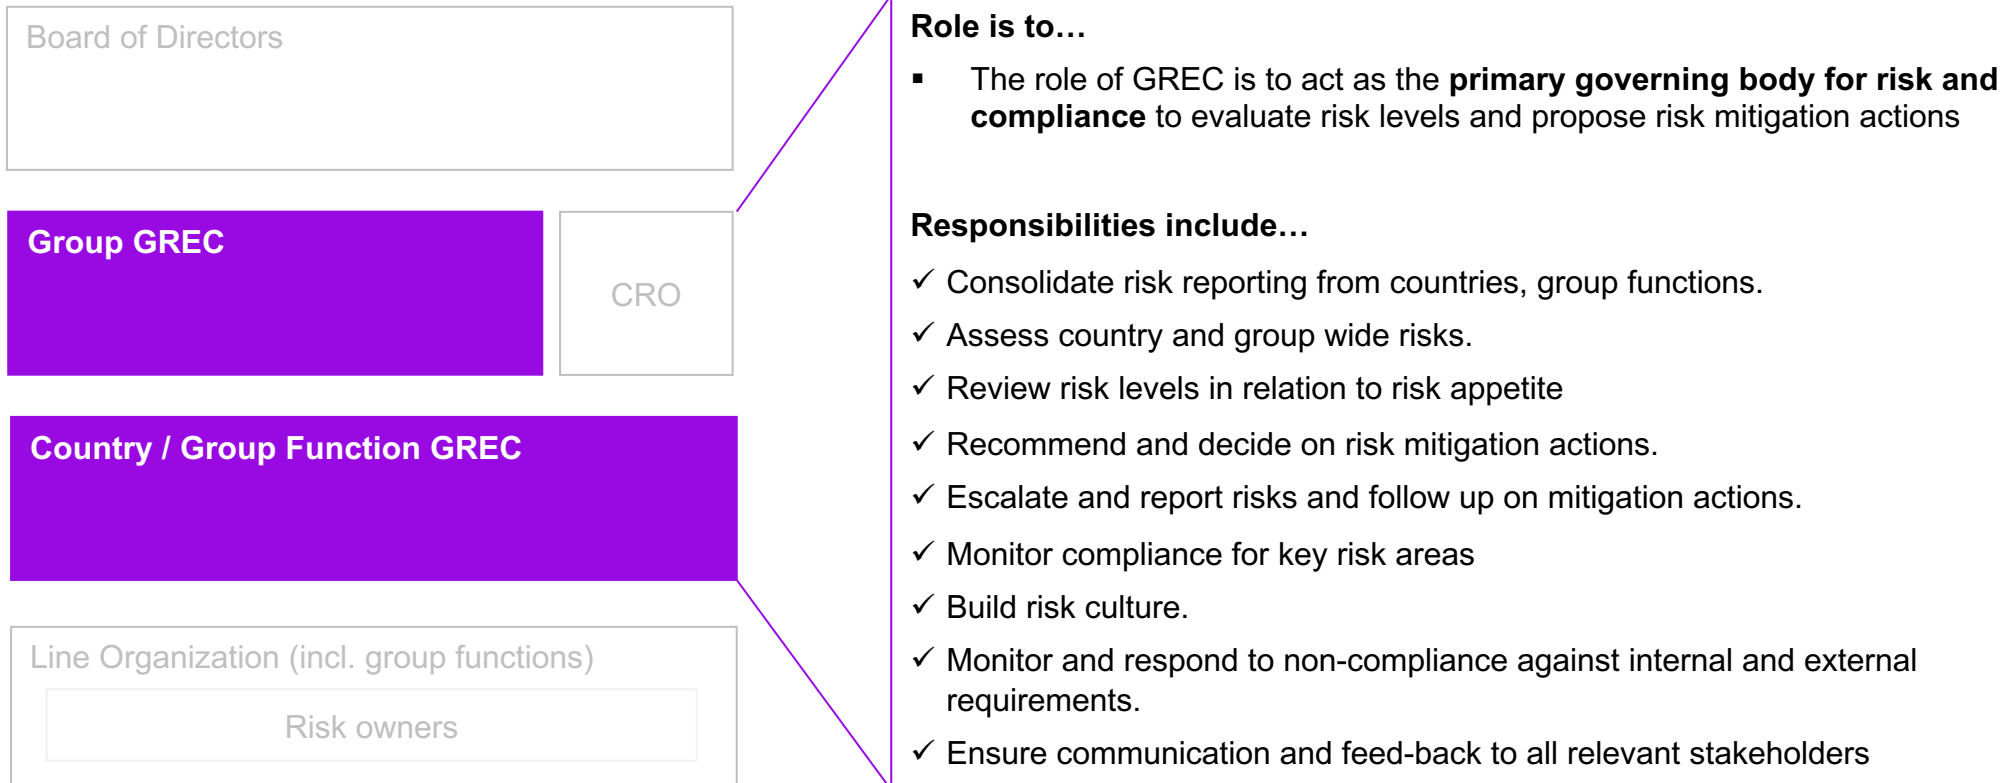 Board of Directors
Group GREC
CRO
Country / Group Function GREC
Line Organization (incl. group functions)
Risk owners
Role is to…
▪ The role of GREC is to act as the primary governing body for risk and
compliance to evaluate risk levels and propose risk mitigation actions
Responsibilities include…
✓ Consolidate risk reporting from countries, group functions.
✓ Assess country and group wide risks.
✓ Review risk levels in relation to risk appetite
✓ Recommend and decide on risk mitigation actions.
✓ Escalate and report risks and follow up on mitigation actions.
✓ Monitor compliance for key risk areas
✓ Build risk culture.
✓ Monitor and respond to non-compliance against internal and external
requirements.
✓ Ensure communication and feed-back to all relevant stakeholders